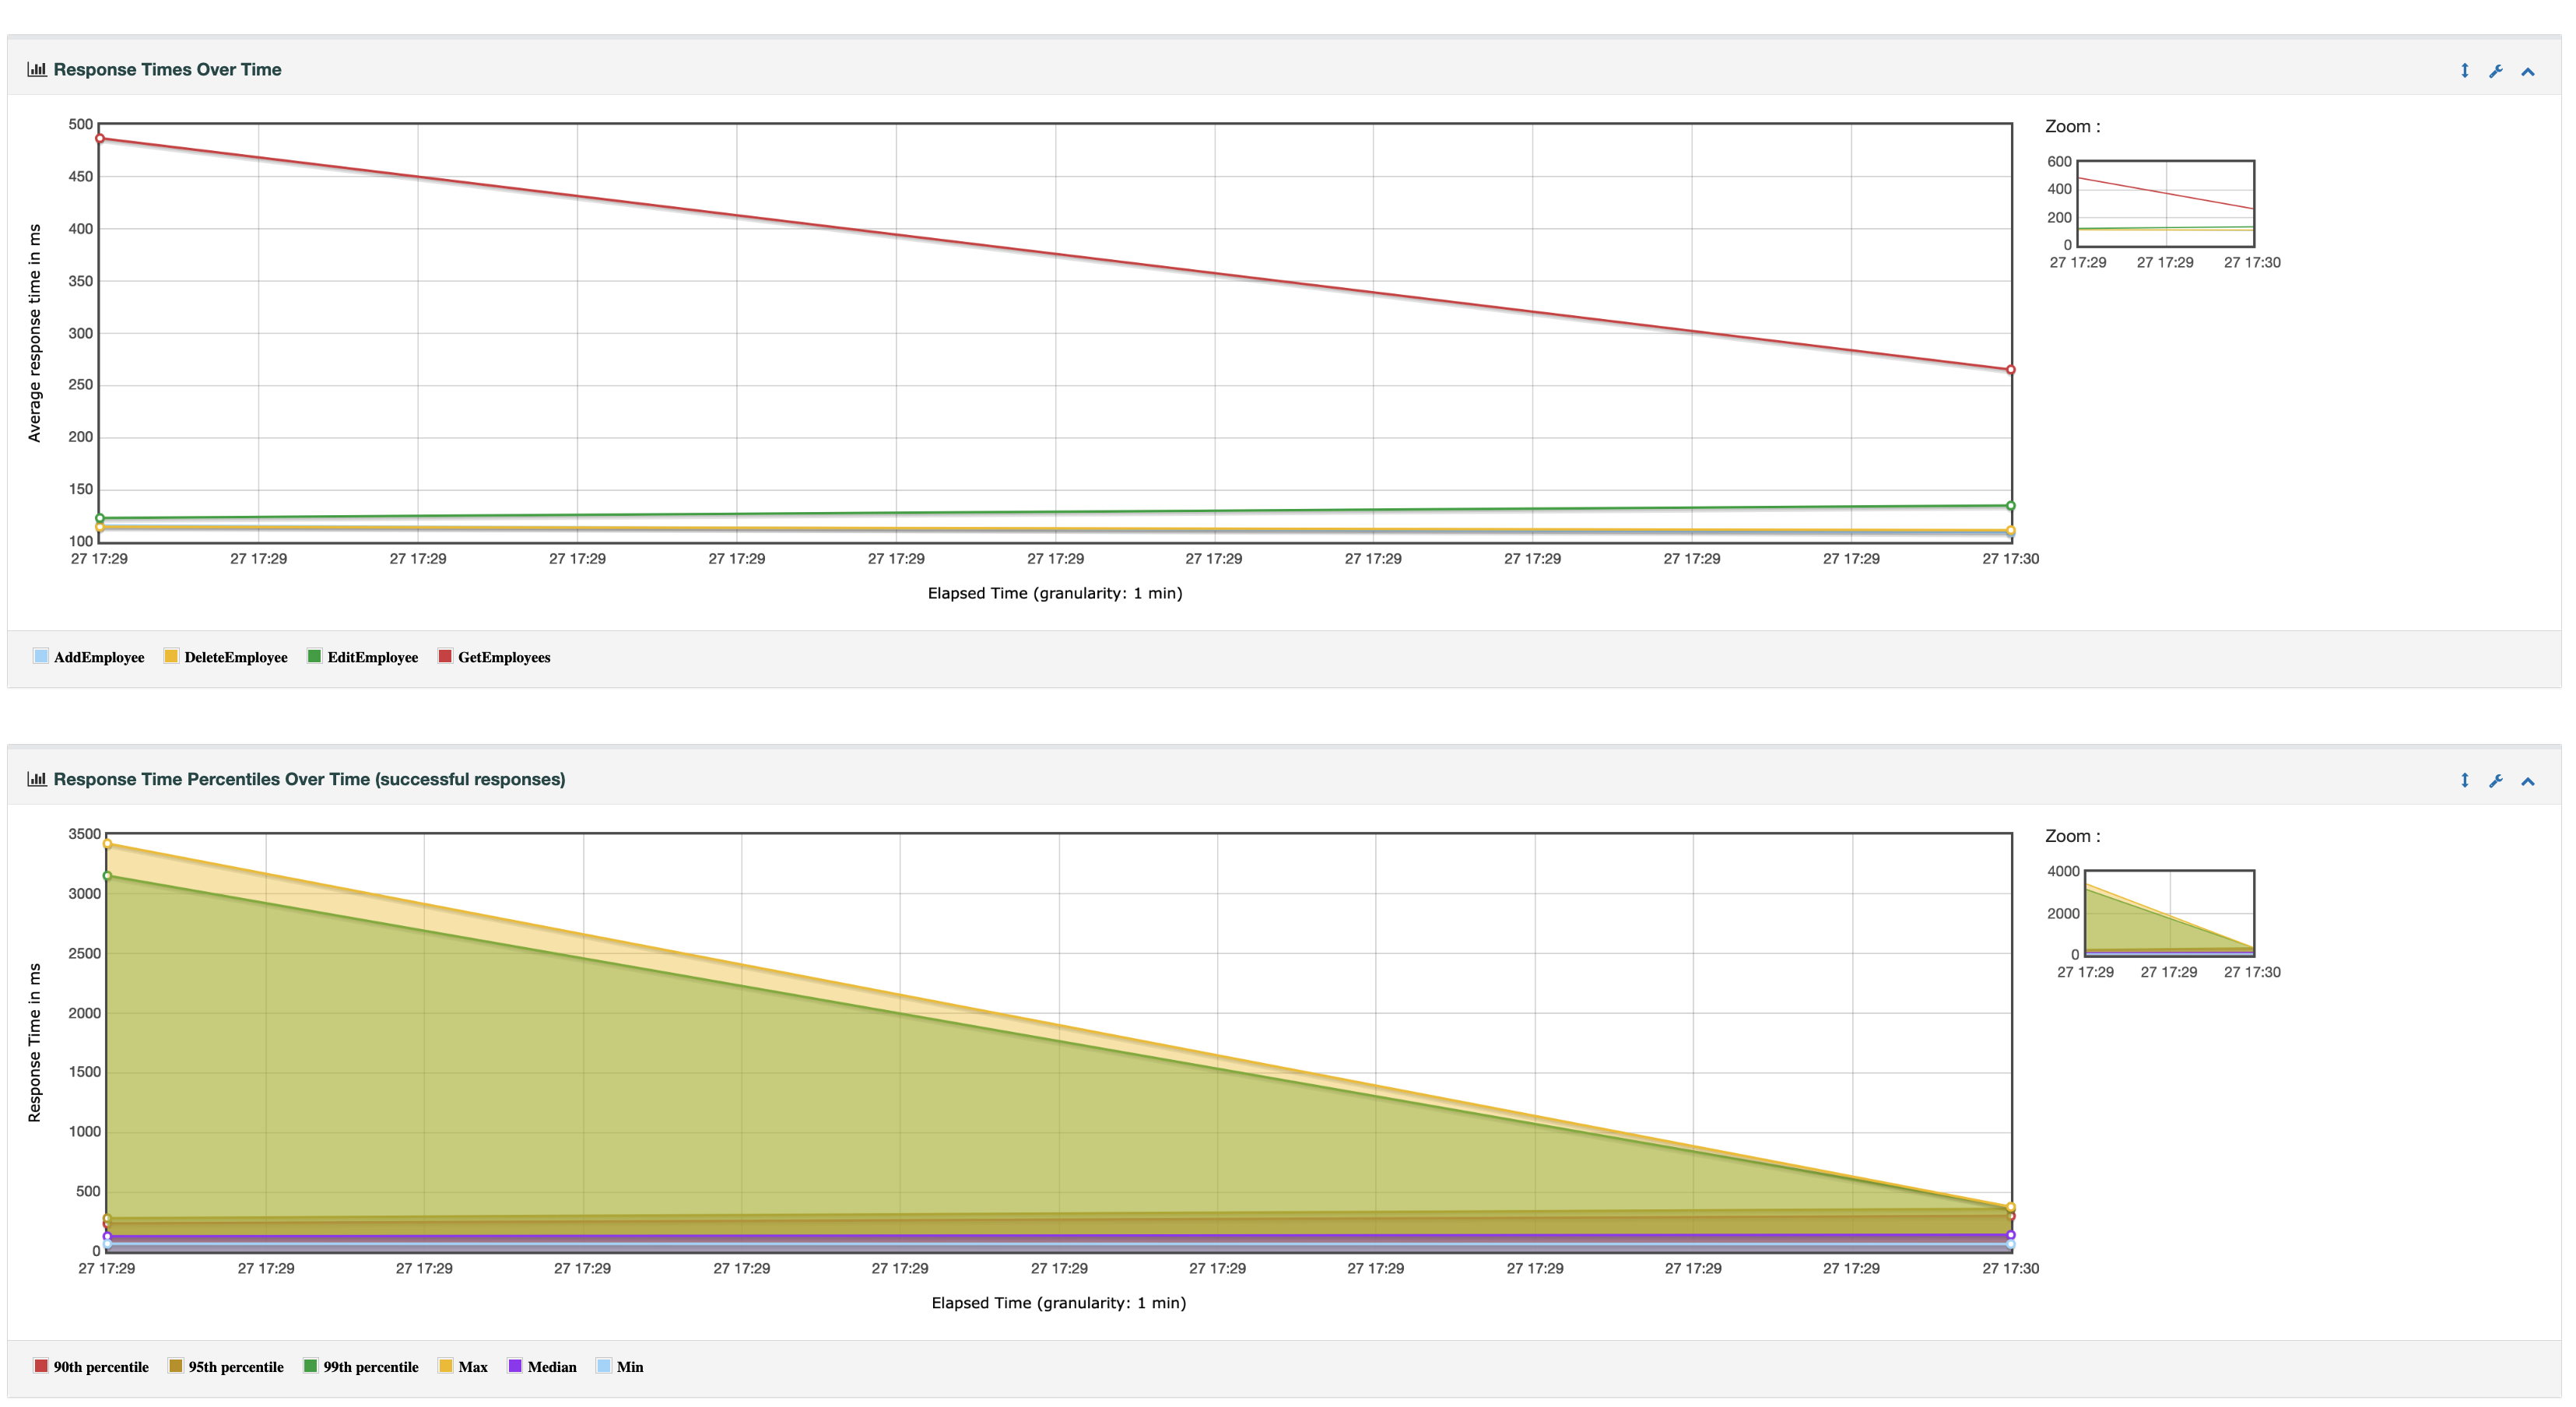 Response Times Over Time
500
450
400
350
300
250
200
150
100
Average response time in ms
27 17:29 27 17:29 27 17:29 27 17:29 27 17:29 27 17:29 27 17:29 27 17:29 27 17:29 27 17:29 27 17:29 27 17:29 27 17:30
Elapsed Time (granularity: 1 min)
Zoom :
600
400
200
0
27 17:29 27 17:29 27 17:30
AddEmployee DeleteEmployee EditEmployee GetEmployees
Response Time Percentiles Over Time (successful responses)
3500
3000
2500
2000
1500
1000
500
0
Response Time in ms
27 17:29 27 17:29 27 17:29 27 17:29 27 17:29 27 17:29 27 17:29 27 17:29 27 17:29 27 17:29 27 17:29 27 17:29 27 17:30
Elapsed Time (granularity: 1 min)
Zoom :
4000
2000
0
27 17:29 27 17:29 27 17:30
90th percentile 95th percentile 99th percentile Max Median Min